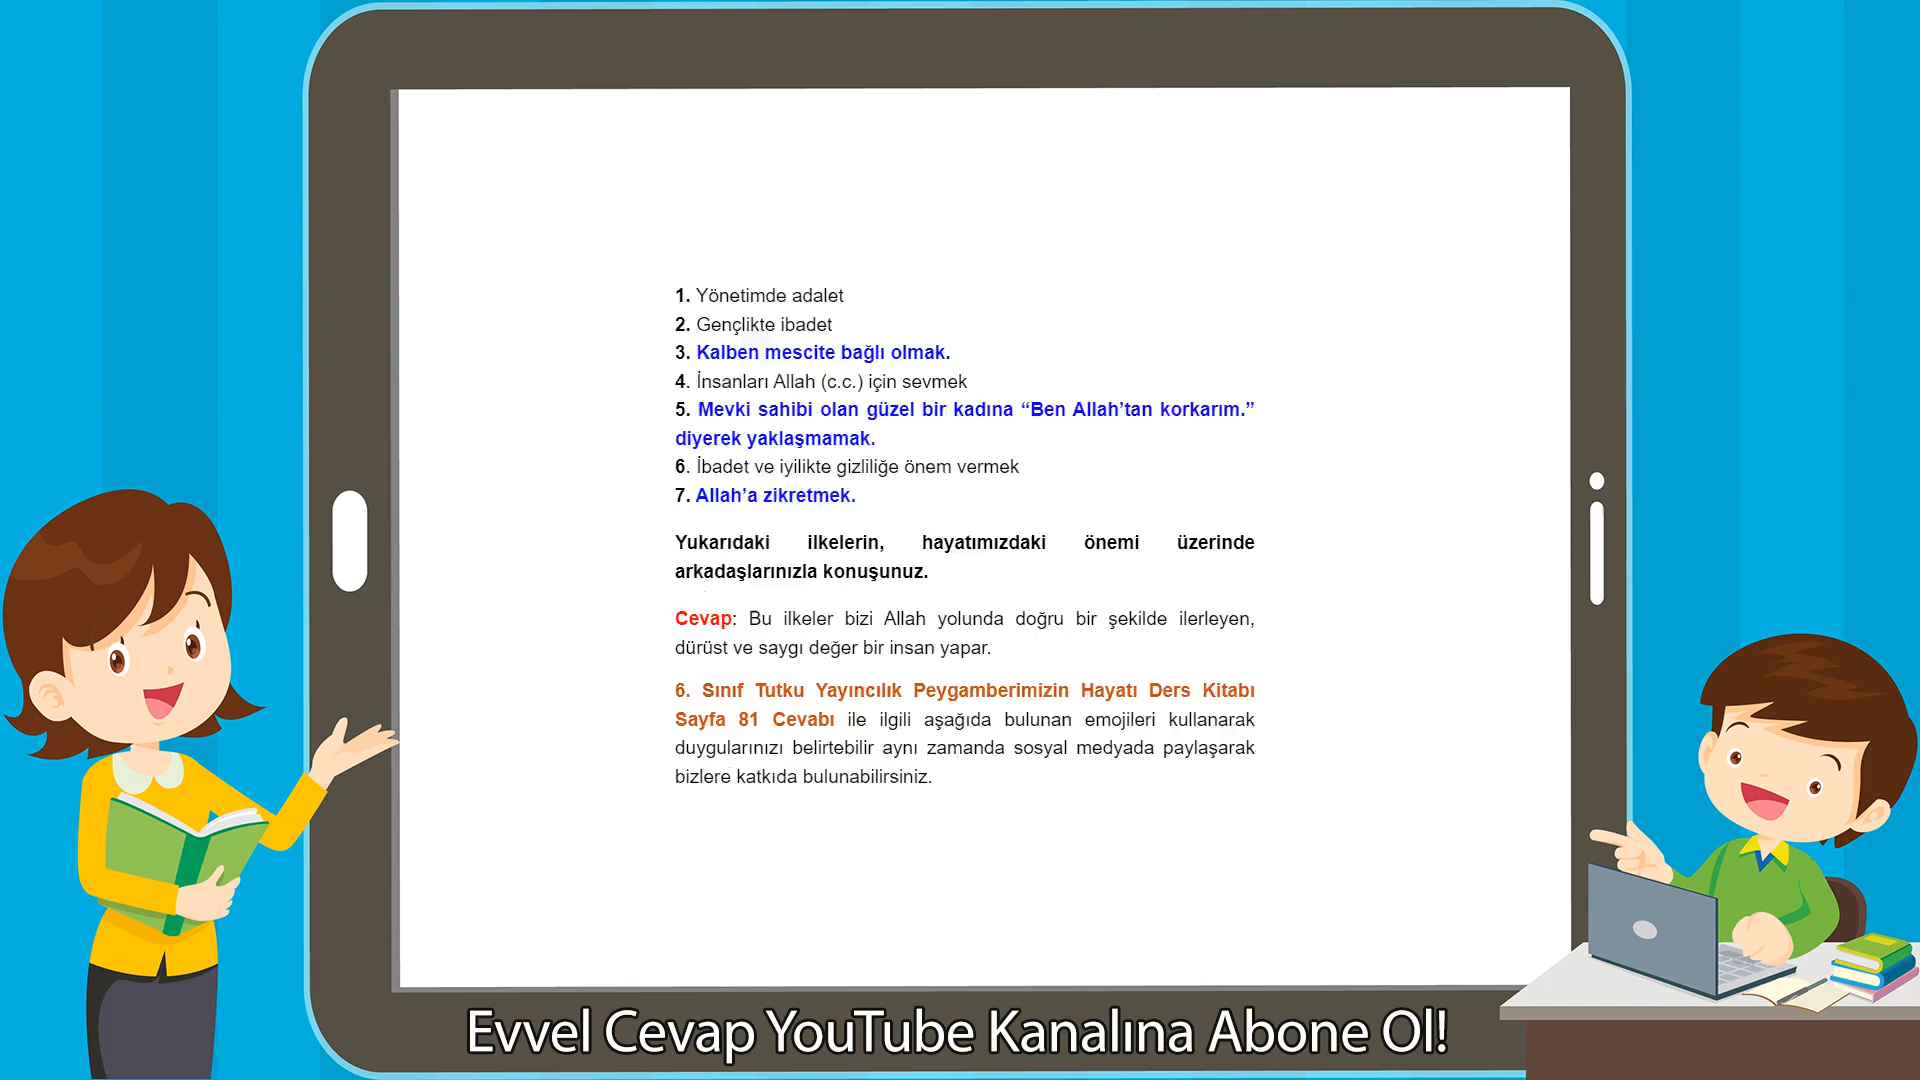 1. Yönetimde adalet
2. Gençlikte ibadet
3. Kalben mescite bağlı olmak.
4. İnsanları Allah (c.c.) için sevmek
5. Mevki sahibi olan güzel bir kadına “Ben Allah’tan korkarım.”
diyerek yaklaşmamak.
6. İbadet ve iyilikte gizliliğe önem vermek
7. Allah’a zikretmek.
Yukarıdaki ilkelerin, hayatımızdaki önemi üzerinde
arkadaşlarınızla konuşunuz.
Cevap: Bu ilkeler bizi Allah yolunda doğru bir şekilde ilerleyen,
dürüst ve saygı değer bir insan yapar.
6. Sınıf Tutku Yayıncılık Peygamberimizin Hayatı Ders Kitabı
Sayfa 81 Cevabı ile ilgili aşağıda bulunan emojileri kullanarak
duygularınızı belirtebilir aynı zamanda sosyal medyada paylaşarak
bizlere katkıda bulunabilirsiniz.
Evvel Cevap YouTube Kanalına Abone Ol!